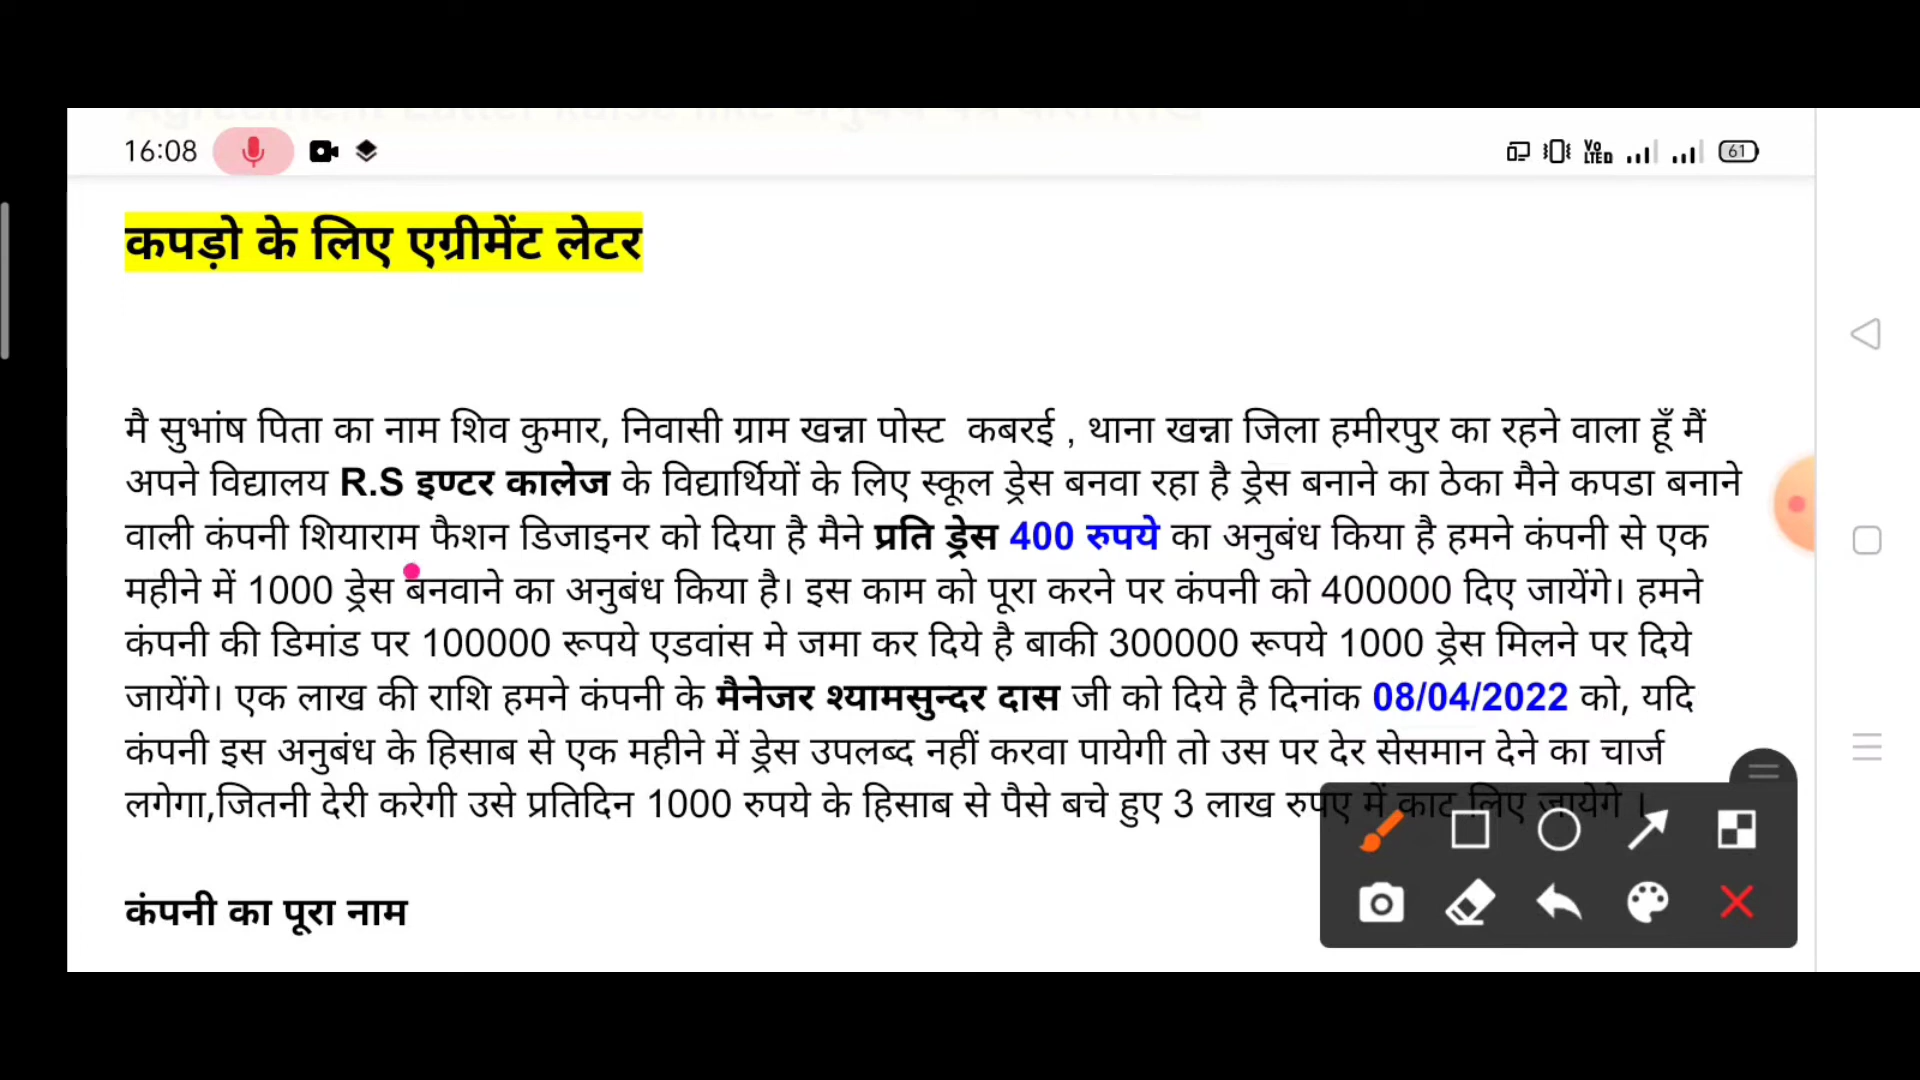 16:08
Vo LTED
61
कपड़ो के लिए एग्रीमेंट लेटर
मै सुभांष पिता का नाम शिव कुमार, निवासी ग्राम खन्ना पोस्ट कबरई , थाना खन्ना जिला हमीरपुर का रहने वाला हूँ मैं
अपने विद्यालय R.S इण्टर कालेज के विद्यार्थियों के लिए स्कूल ड्रेस बनवा रहा है ड्रेस बनाने का ठेका मैने कपडा बनाने
वाली कंपनी शियाराम फैशन डिजाइनर को दिया है मैने प्रति ड्रेस 400 रुपये का अनुबंध किया है हमने कंपनी से एक
महीने में 1000 ड्रेस बनवाने का अनुबंध किया है। इस काम को पूरा करने पर कंपनी को 400000 दिए जायेंगे। हमने
कंपनी की डिमांड पर 100000 रूपये एडवांस मे जमा कर दिये है बाकी 300000 रूपये 1000 ड्रेस मिलने पर दिये
जायेंगे। एक लाख की राशि हमने कंपनी के मैनेजर श्यामसुन्दर दास जी को दिये है दिनांक 08/04/2022 को, यदि
कंपनी इस अनुबंध के हिसाब से एक महीने में ड्रेस उपलब्द नहीं करवा पायेगी तो उस पर देर सेसमान देने का चार्ज
लगेगा,जितनी देरी करेगी उसे प्रतिदिन 1000 रुपये के हिसाब से पैसे बचे हुए 3 लाख रुपए में काट लिए जायेगे ।
कंपनी का पूरा नाम